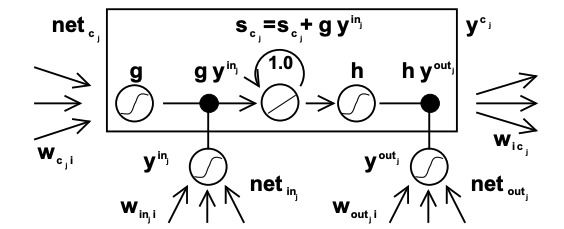 net c j
s c j = s c j + g y in j
y c j
1.0
g
g y in j
h
h y out j
w c j i
w i c j
y in j
y out j
net in j
net out j
w in j i
w out j i